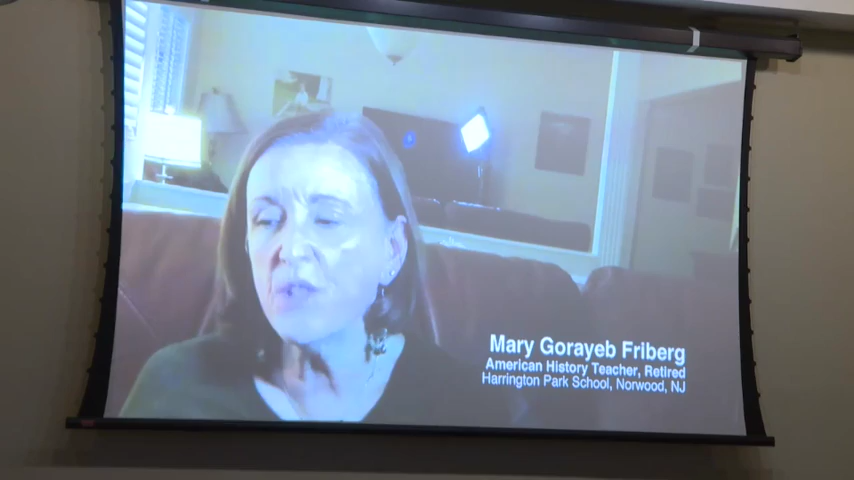 Mary Gorayeb Friberg
American History Teacher, Retired
Harrington Park School, Norwood, NJ